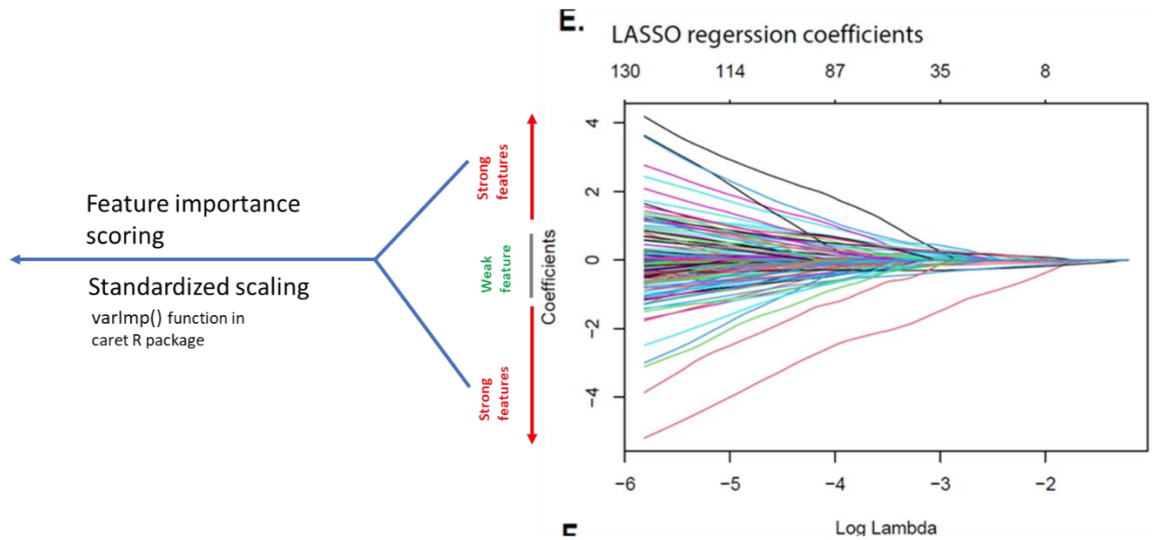 E.
LASSO regerssion coefficients
130 114 87 35 8
Strong
features
Weak
feature
Strong
features
Feature importance
scoring
Standardized scaling
varImp() function in
caret R package
Coefficients
4
2
0
−2
−4
−6 −5 −4 −3 −2
Log Lambda